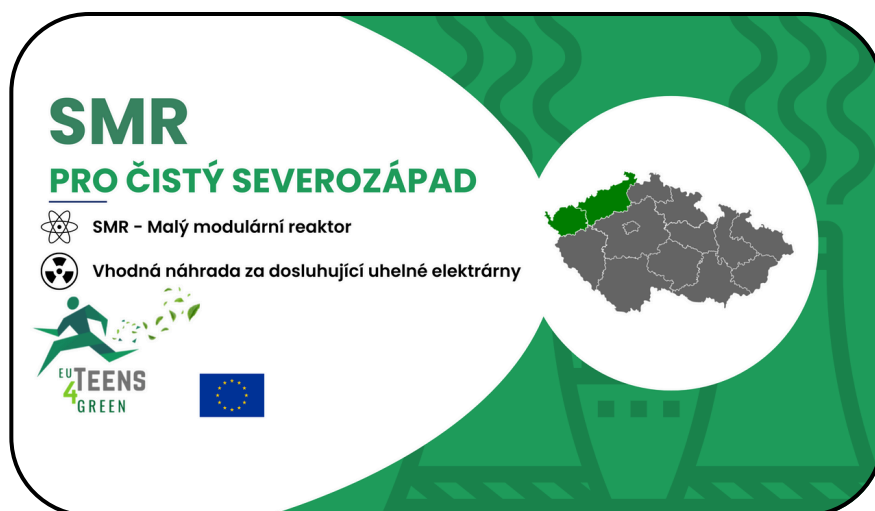 SMR
PRO ČISTÝ SEVEROZÁPAD
SMR - Malý modulární reaktor
Vhodná náhrada za dosluhující uhelné elektrárny
EU TEENS
4
GREEN